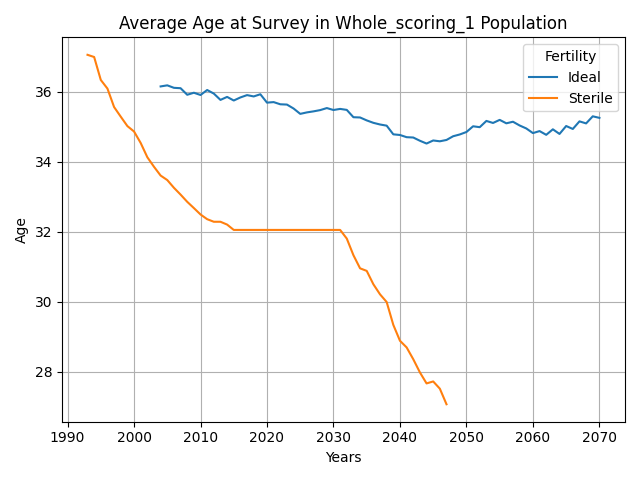 Average Age at Survey in Whole_scoring_1 Population
Fertility
Ideal
Sterile
Age
36
34
32
30
28
1990 2000 2010 2020 2030 2040 2050 2060 2070
Years